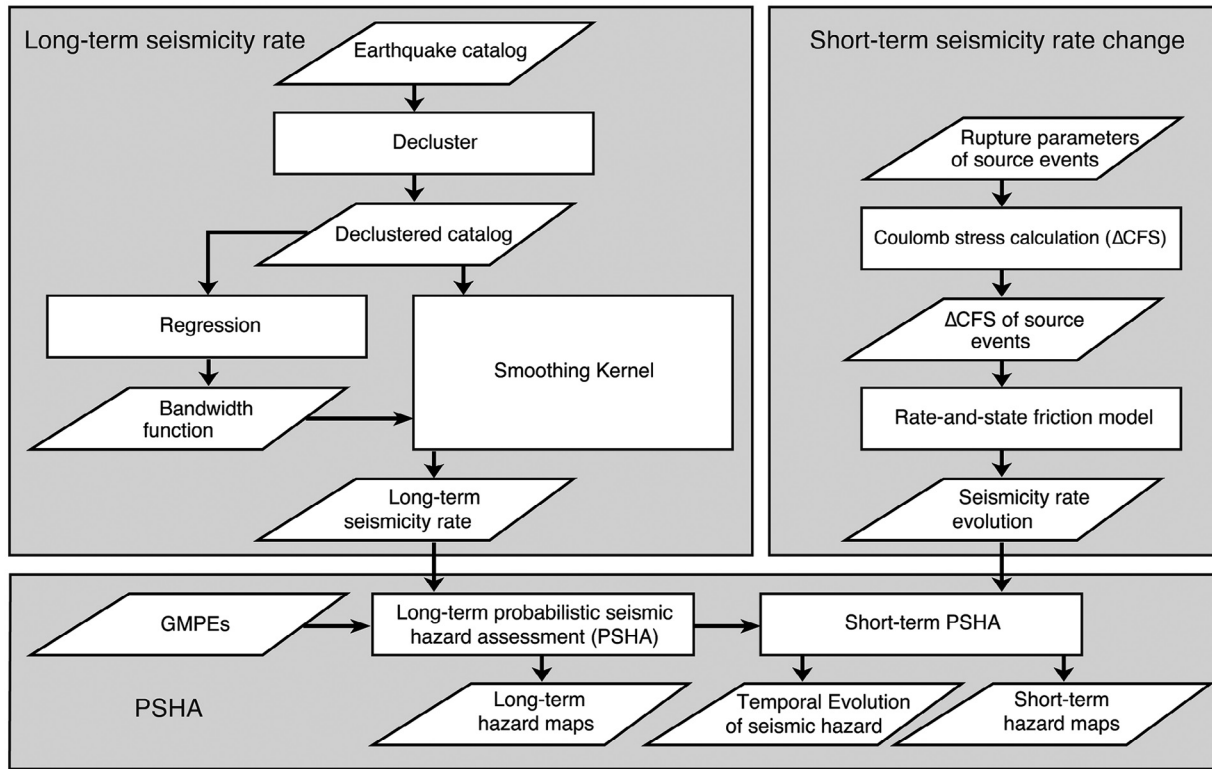 Long-term seismicity rate
Earthquake catalog
Decluster
Declustered catalog
Regression
Smoothing Kernel
Bandwidth
function
Long-term
seismicity rate
Short-term seismicity rate change
Rupture parameters
of source events
Coulomb stress calculation (ΔCFS)
ΔCFS of source
events
Rate-and-state friction model
Seismicity rate
evolution
GMPEs
Long-term probabilistic seismic
hazard assessment (PSHA)
Short-term PSHA
PSHA
Long-term
hazard maps
Temporal Evolution
of seismic hazard
Short-term
hazard maps